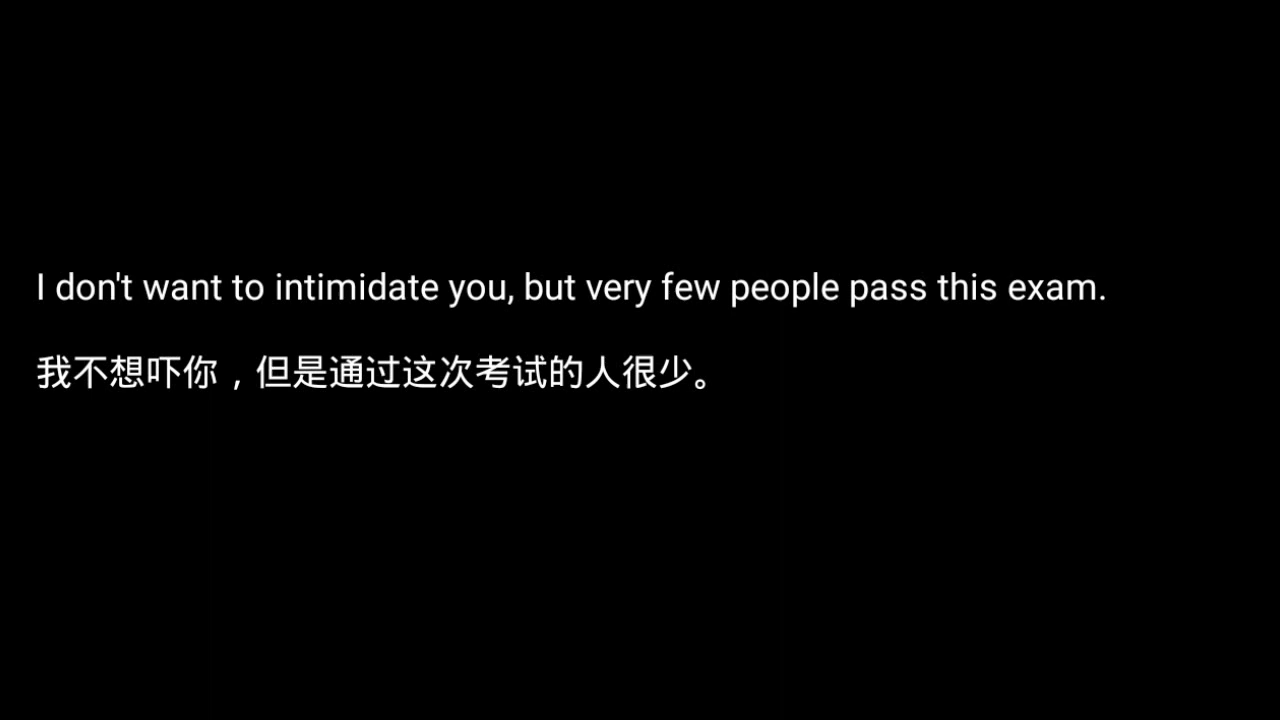 I don't want to intimidate you, but very few people pass this exam.
我不想吓你，但是通过这次考试的人很少。